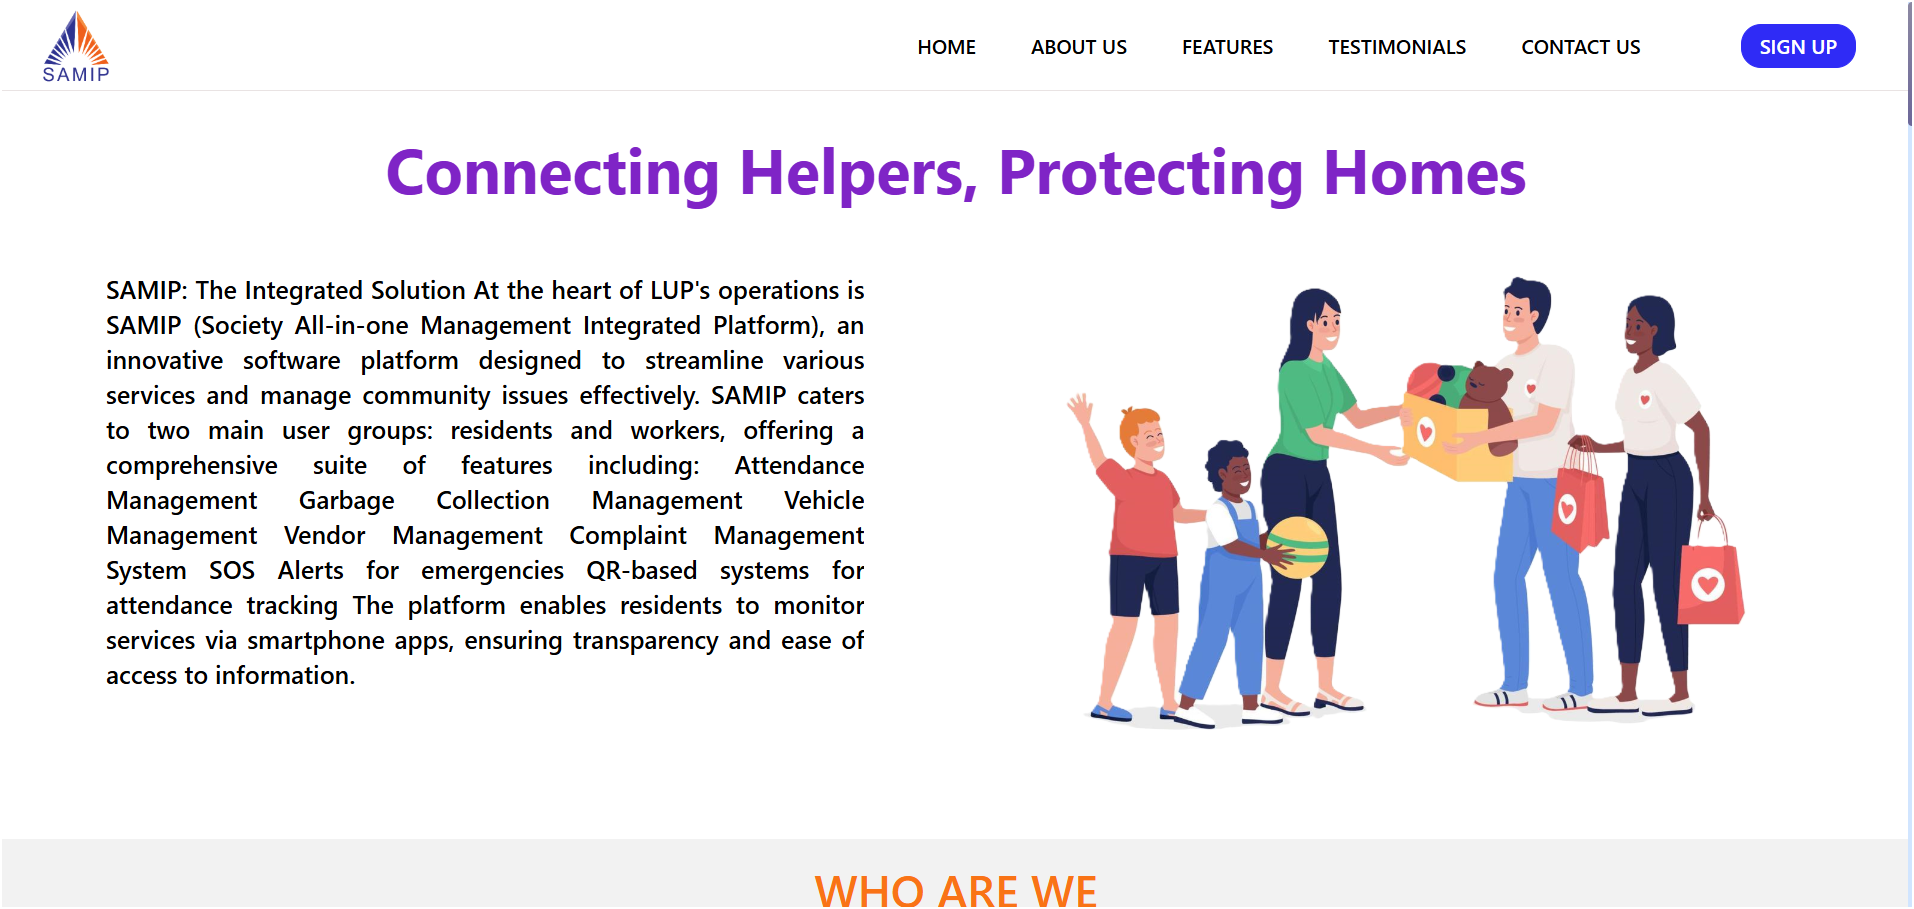 SAMIP
HOME
ABOUT US
FEATURES
TESTIMONIALS
CONTACT US
SIGN UP
Connecting Helpers, Protecting Homes
SAMIP: The Integrated Solution At the heart of LUP's operations is
SAMIP (Society All-in-one Management Integrated Platform), an
innovative software platform designed to streamline various
services and manage community issues effectively. SAMIP caters
to two main user groups: residents and workers, offering a
comprehensive suite of features including: Attendance
Management Garbage Collection Management Vehicle
Management Vendor Management Complaint Management
System SOS Alerts for emergencies QR-based systems for
attendance tracking The platform enables residents to monitor
services via smartphone apps, ensuring transparency and ease of
access to information.
WHO ARE WE